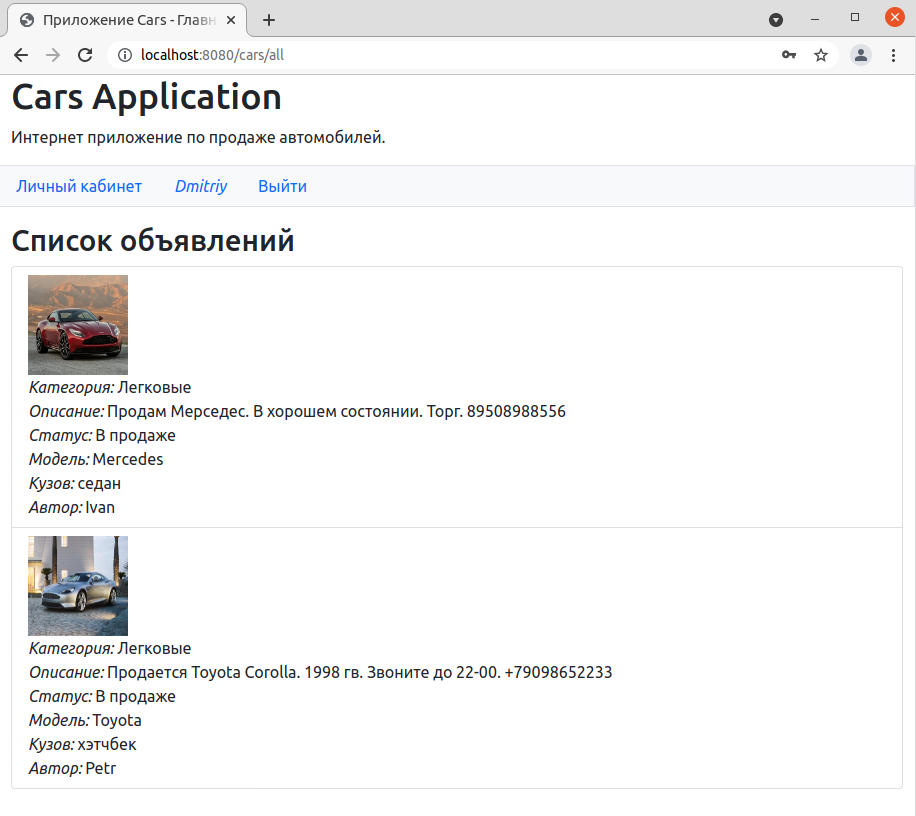 Приложение Cars - Главн
localhost:8080/cars/all
Cars Application
Интернет приложение по продаже автомобилей.
Личный кабинет Dmitriy Выйти
Список объявлений
Категория: Легковые
Описание: Продам Мерседес. В хорошем состоянии. Торг. 89508988556
Статус: В продаже
Модель: Mercedes
Кузов: седан
Автор: Ivan
Категория: Легковые
Описание: Продается Toyota Corolla. 1998 гв. Звоните до 22-00. +79098652233
Статус: В продаже
Модель: Toyota
Кузов: хэтчбек
Автор: Petr